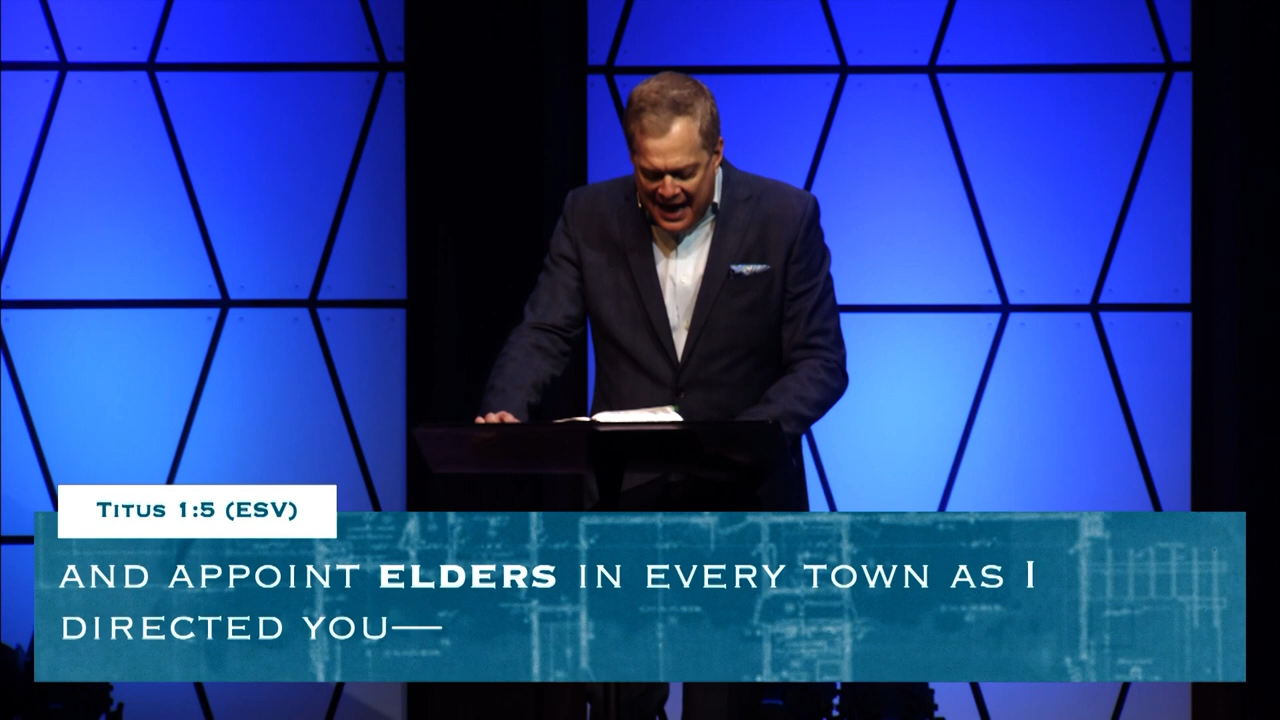 Titus 1:5 (ESV)
and appoint elders in every town as I
directed you—